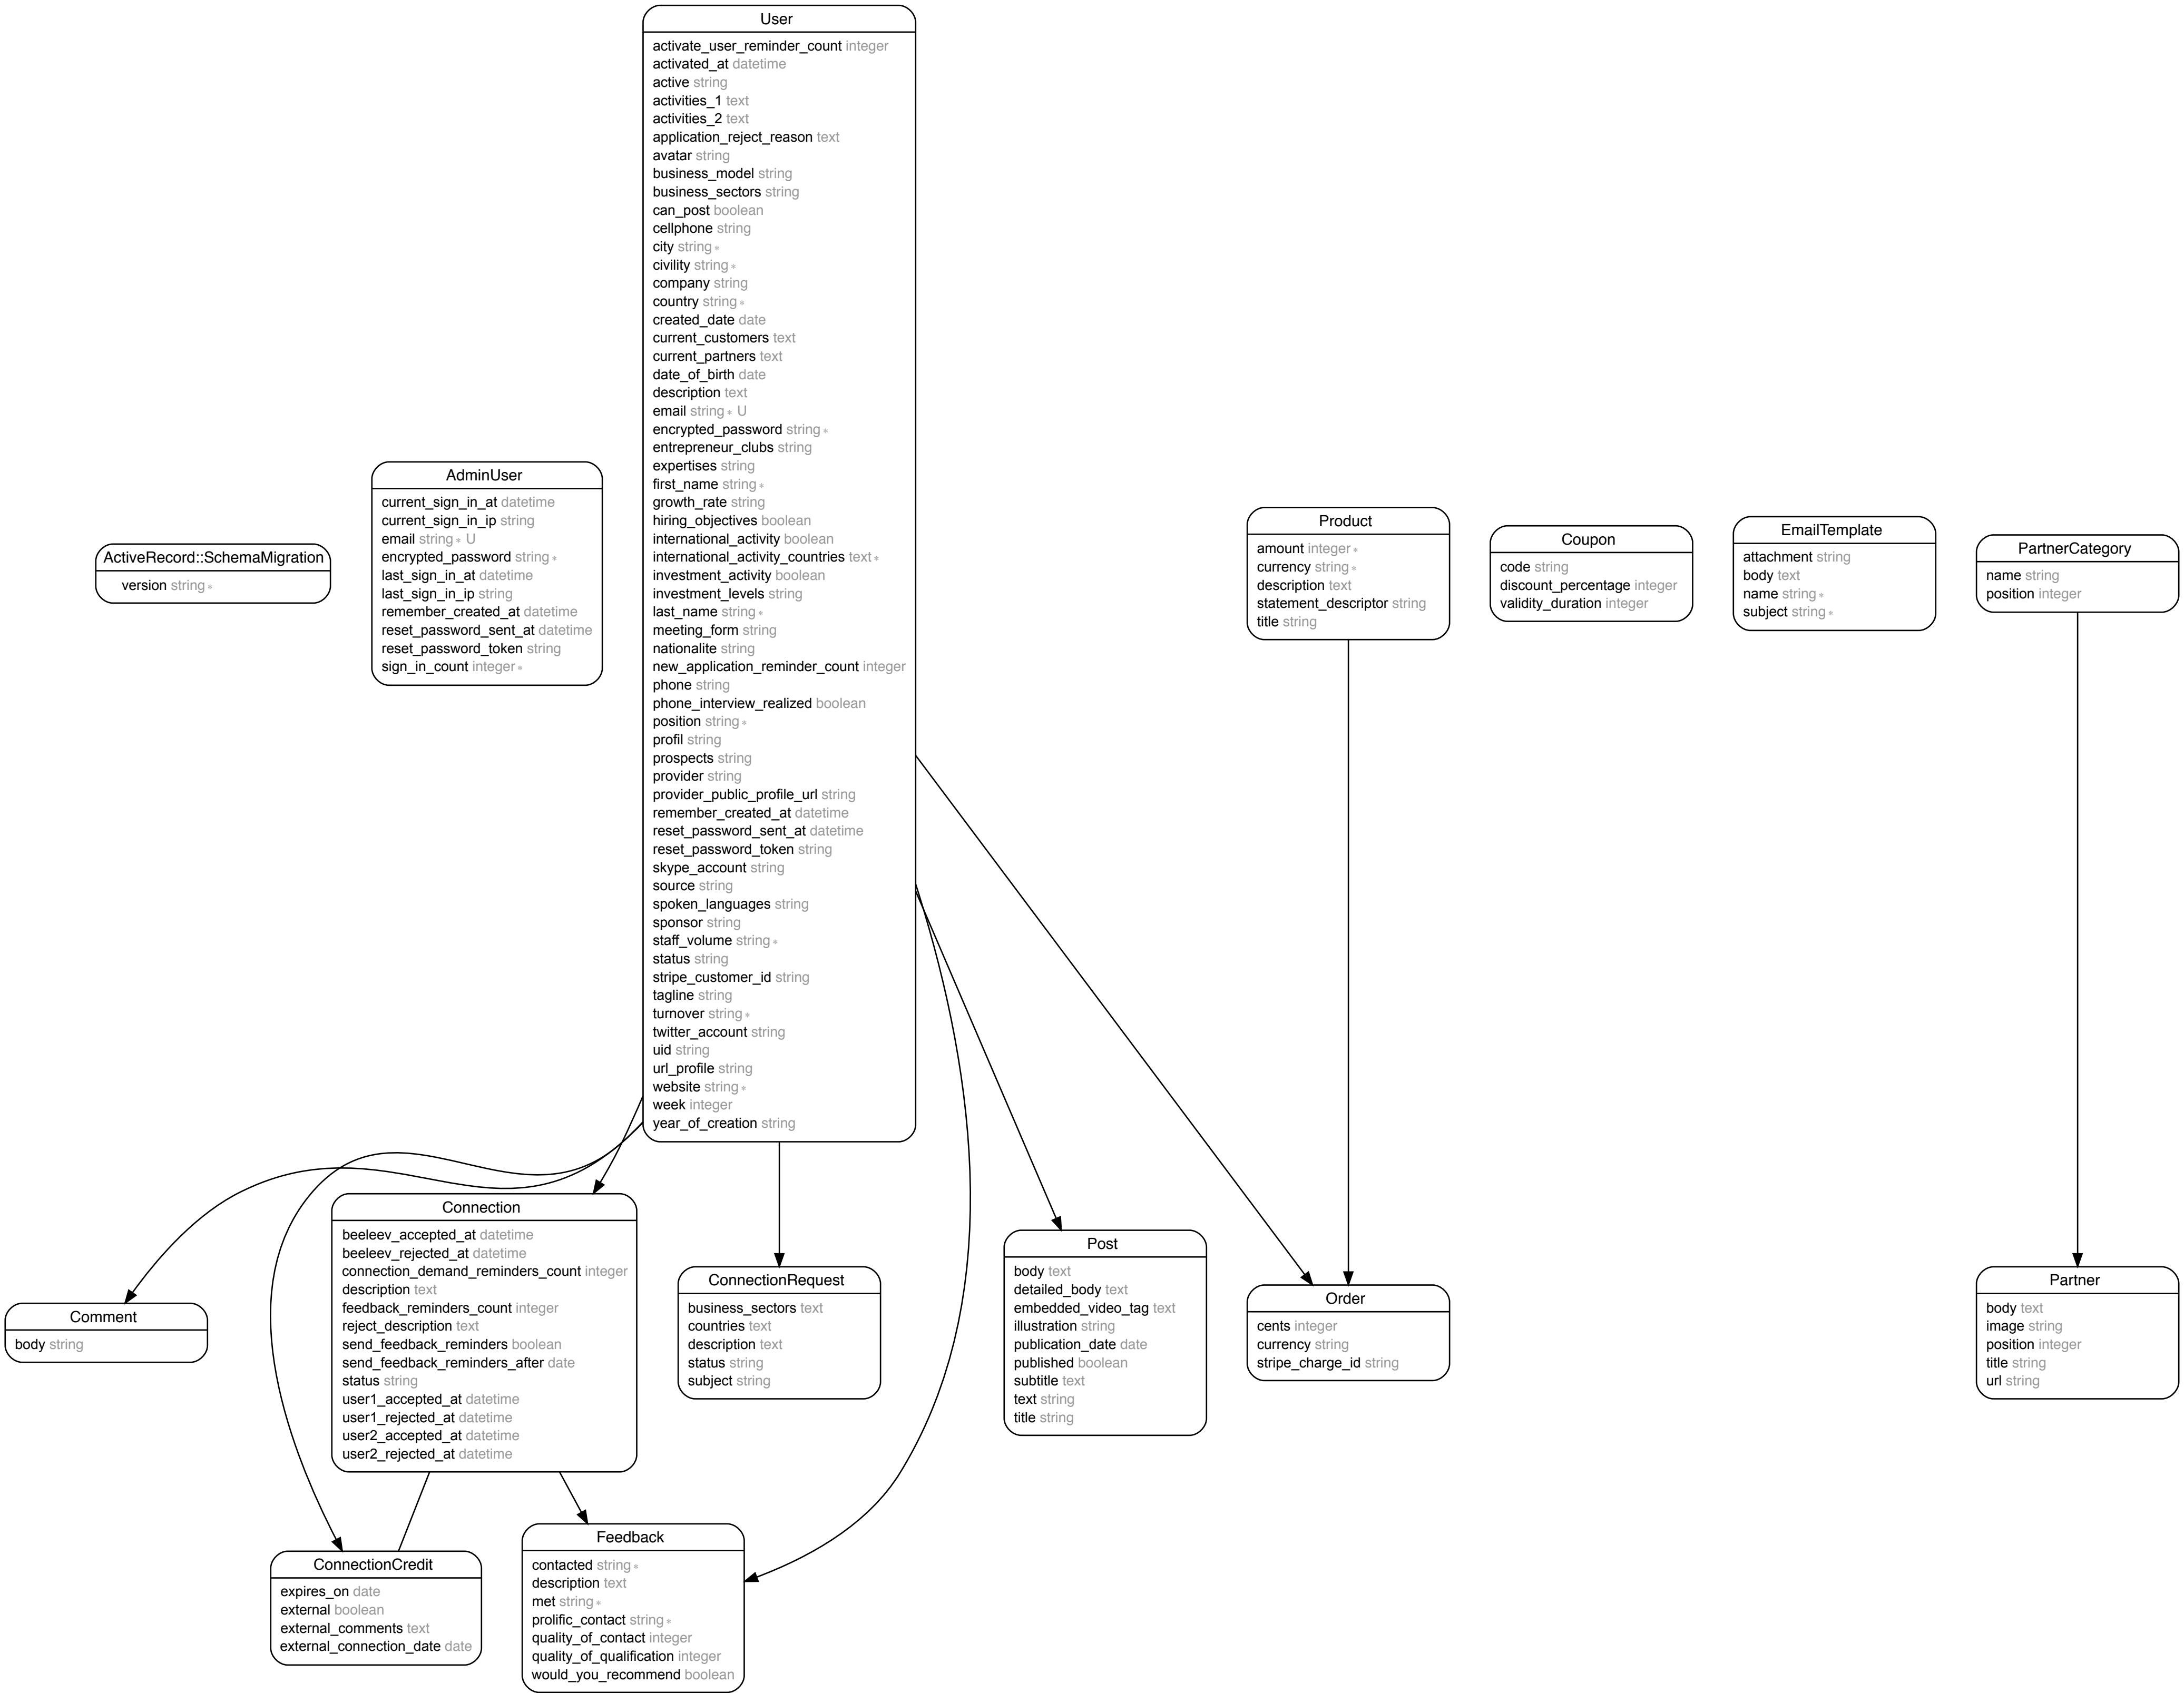 User
activate_user_reminder_count integer
activated_at datetime
active string
activities_1 text
activities_2 text
application_reject_reason text
avatar string
business_model string
business_sectors string
can_post boolean
cellphone string
city string *
civility string *
company string
country string *
created_date date
current_customers text
current_partners text
date_of_birth date
description text
email string * U
encrypted_password string *
entrepreneur_clubs string
expertises string
first_name string *
growth_rate string
hiring_objectives boolean
international_activity boolean
international_activity_countries text *
investment_activity boolean
investment_levels string
last_name string *
meeting_form string
nationalite string
new_application_reminder_count integer
phone string
phone_interview_realized boolean
position string *
profil string
prospects string
provider string
provider_public_profile_url string
remember_created_at datetime
reset_password_sent_at datetime
reset_password_token string
skype_account string
source string
spoken_languages string
sponsor string
staff_volume string *
status string
stripe_customer_id string
tagline string
turnover string *
twitter_account string
uid string
url_profile string
website string *
week integer
year_of_creation string
ActiveRecord::SchemaMigration
version string *
AdminUser
current_sign_in_at datetime
current_sign_in_ip string
email string * U
encrypted_password string *
last_sign_in_at datetime
last_sign_in_ip string
remember_created_at datetime
reset_password_sent_at datetime
reset_password_token string
sign_in_count integer *
Product
amount integer *
currency string *
description text
statement_descriptor string
title string
Coupon
code string
discount_percentage integer
validity_duration integer
EmailTemplate
attachment string
body text
name string *
subject string *
PartnerCategory
name string
position integer
Comment
body string
Connection
beeleev_accepted_at datetime
beeleev_rejected_at datetime
connection_demand_reminders_count integer
description text
feedback_reminders_count integer
reject_description text
send_feedback_reminders boolean
send_feedback_reminders_after date
status string
user1_accepted_at datetime
user1_rejected_at datetime
user2_accepted_at datetime
user2_rejected_at datetime
ConnectionRequest
business_sectors text
countries text
description text
status string
subject string
Post
body text
detailed_body text
embedded_video_tag text
illustration string
publication_date date
published boolean
subtitle text
text string
title string
Order
cents integer
currency string
stripe_charge_id string
Partner
body text
image string
position integer
title string
url string
ConnectionCredit
expires_on date
external boolean
external_comments text
external_connection_date date
Feedback
contacted string *
description text
met string *
prolific_contact string *
quality_of_contact integer
quality_of_qualification integer
would_you_recommend boolean